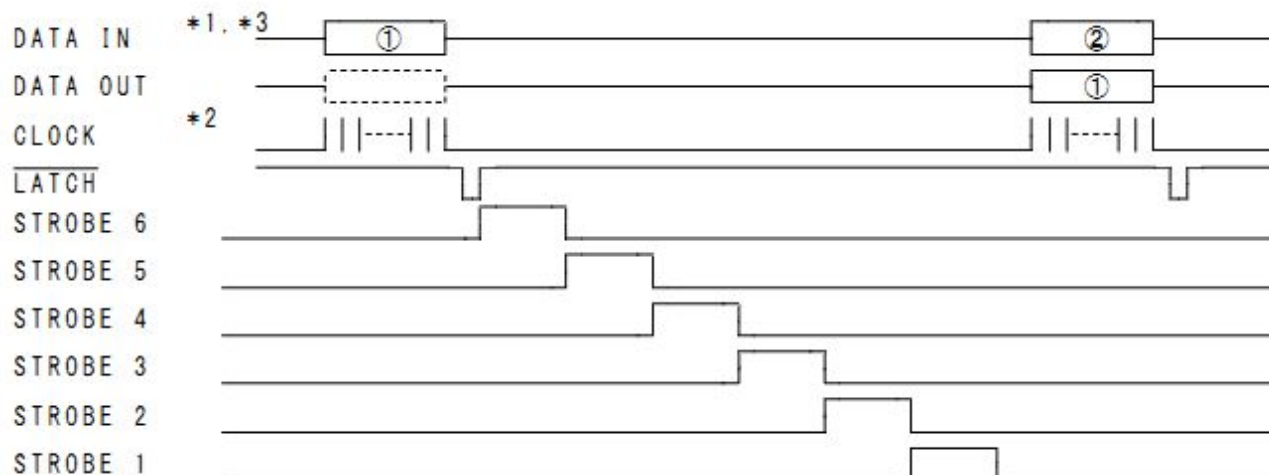 DATA IN *1, *3 ①  ②
DATA OUT ①
CLOCK *2
LATCH
STROBE 6
STROBE 5
STROBE 4
STROBE 3
STROBE 2
STROBE 1